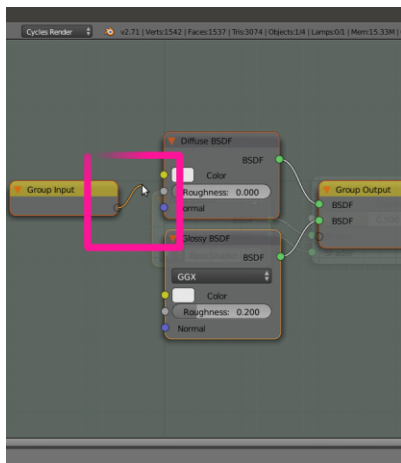 Cycles Render v2.71 | Verts:1542 | Faces:1537 | Tris:3074 | Objects:1/4 | Lamps:0/1 | Mem:15.33M |
Diffuse BSDF
BSDF
Color
Roughness: 0.000
Normal
Group Input
Group Output
BSDF
BSDF
Glossy BSDF
BSDF
GGX
Color
Roughness: 0.200
Normal